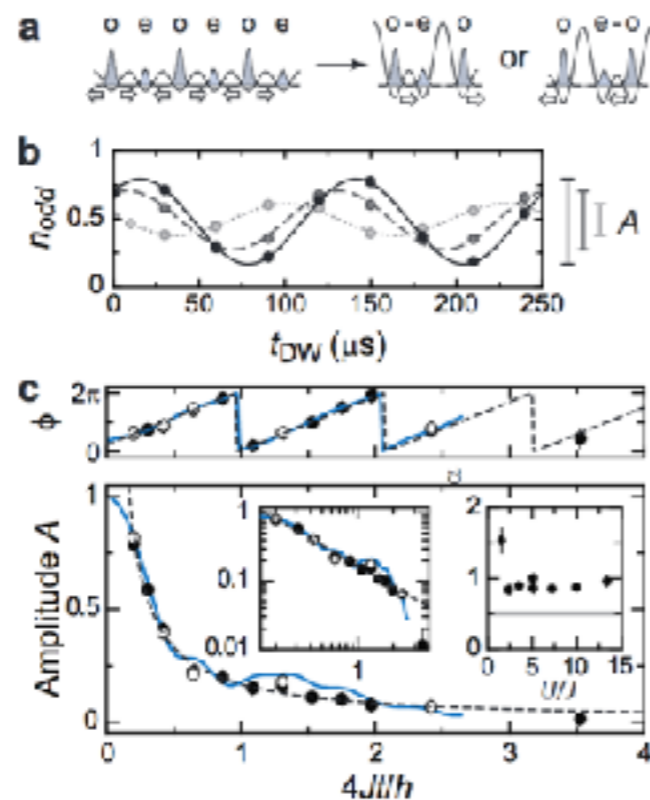 a
o e o e o e
o - e o or o e - o
b
1
n_odd 0.5
A
0
0 50 100 150 200 250
t_DW (µs)
c
2π
ϕ
0
1
1 2
0.1 1
Amplitude A
0.5
0.01 0
1 0 5 10 15
U/J
0
0 1 2 3 4
4Jt/h